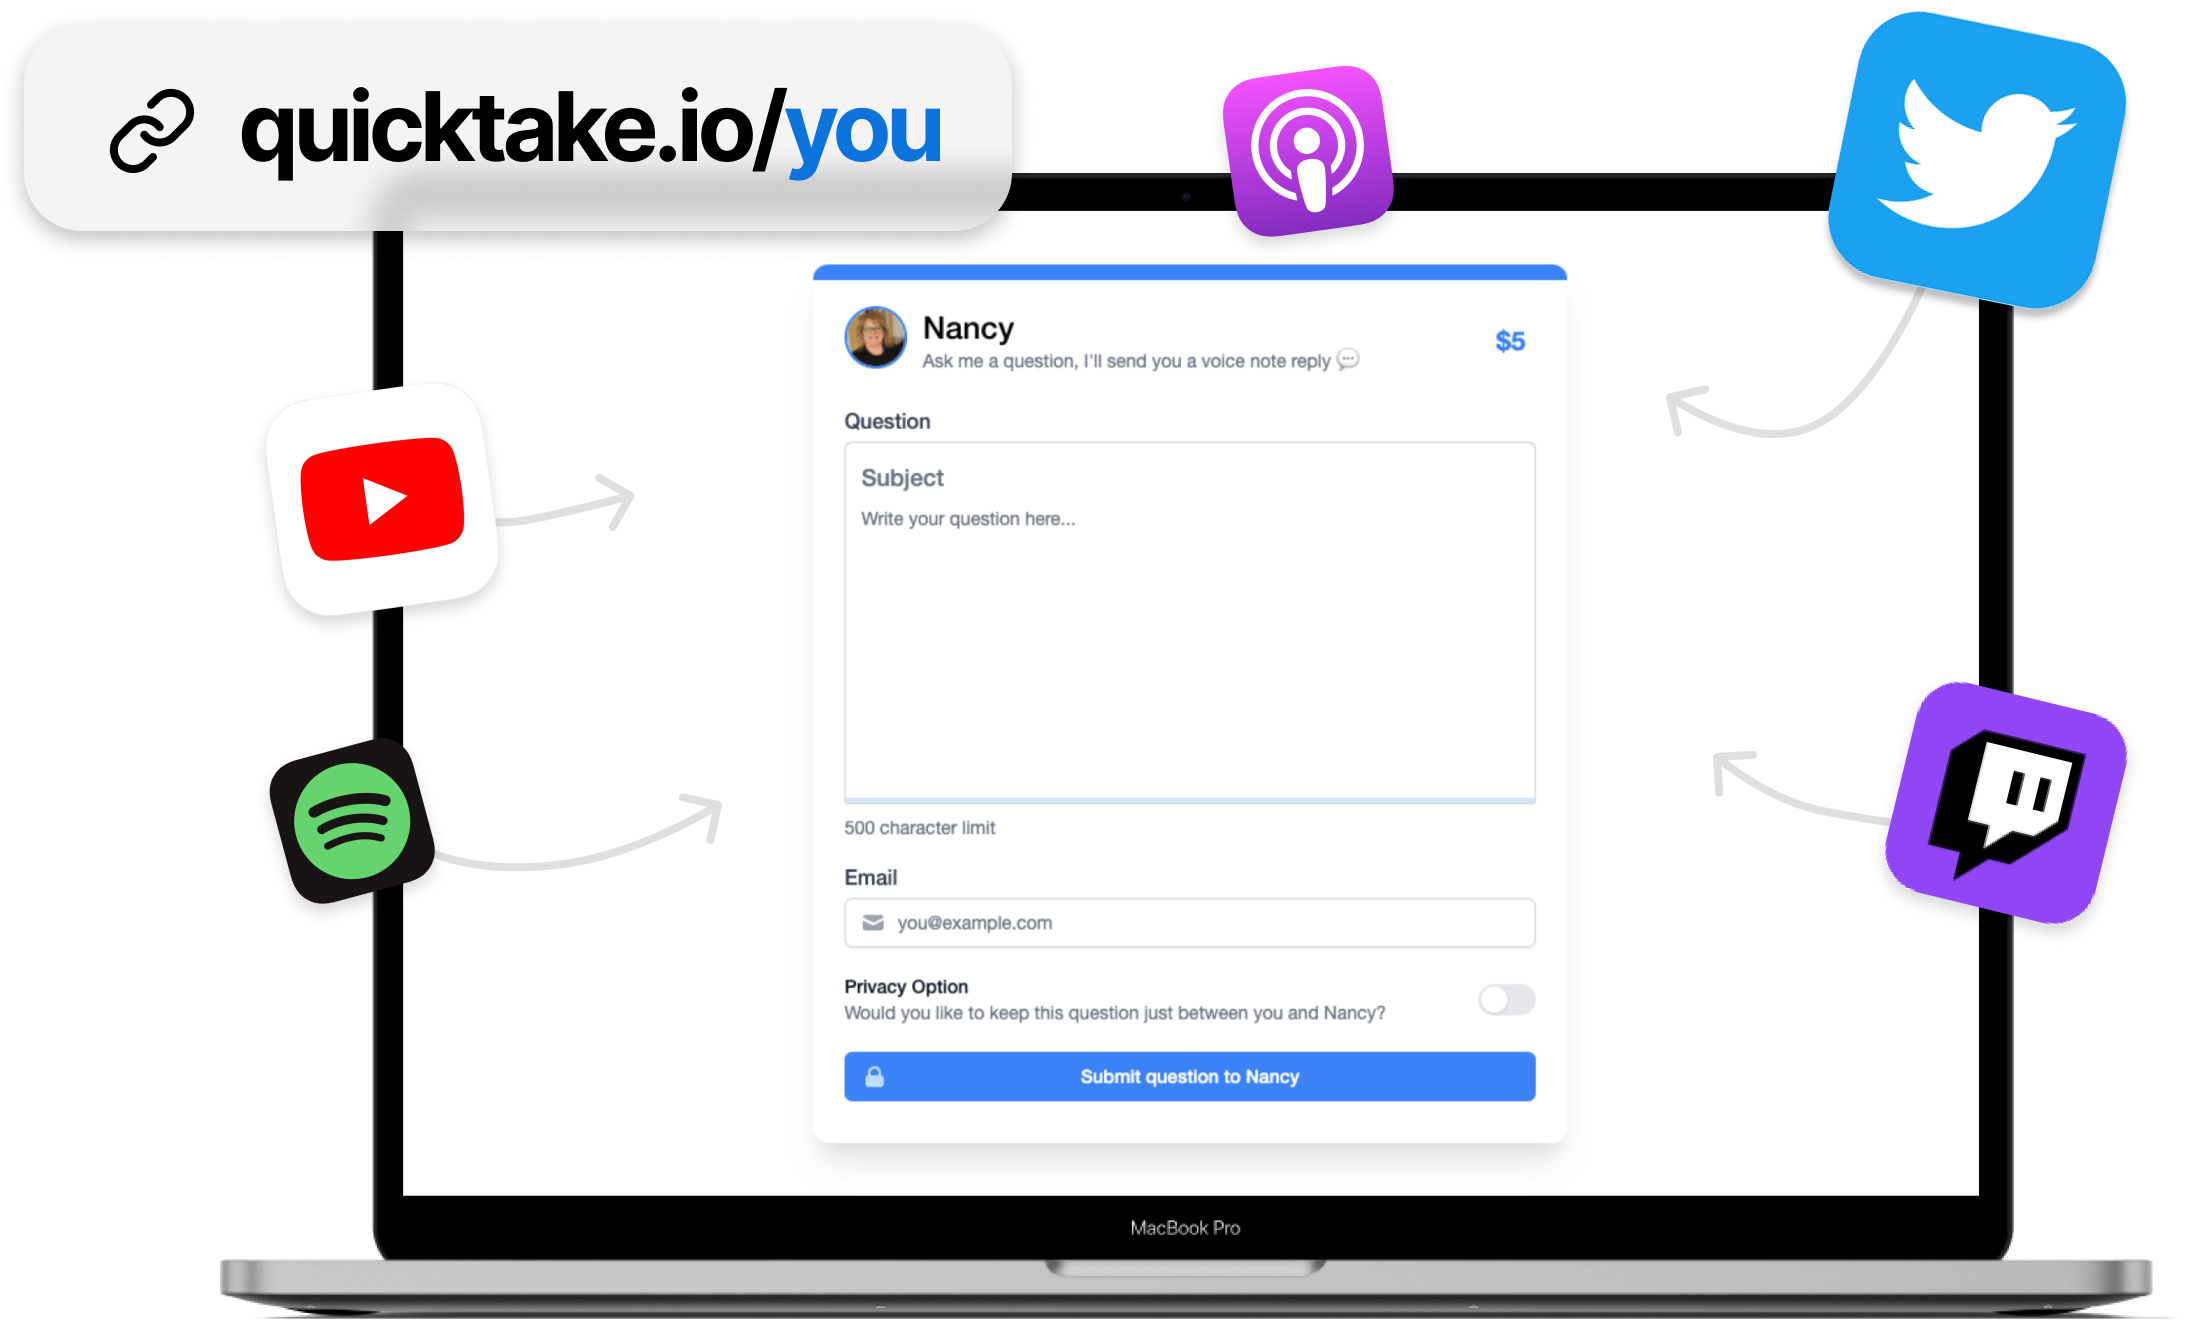 quicktake.io/you
Nancy
$5
Ask me a question, I'll send you a voice note reply 💬
Question
Subject
Write your question here...
500 character limit
Email
you@example.com
Privacy Option
Would you like to keep this question just between you and Nancy?
Submit question to Nancy
MacBook Pro